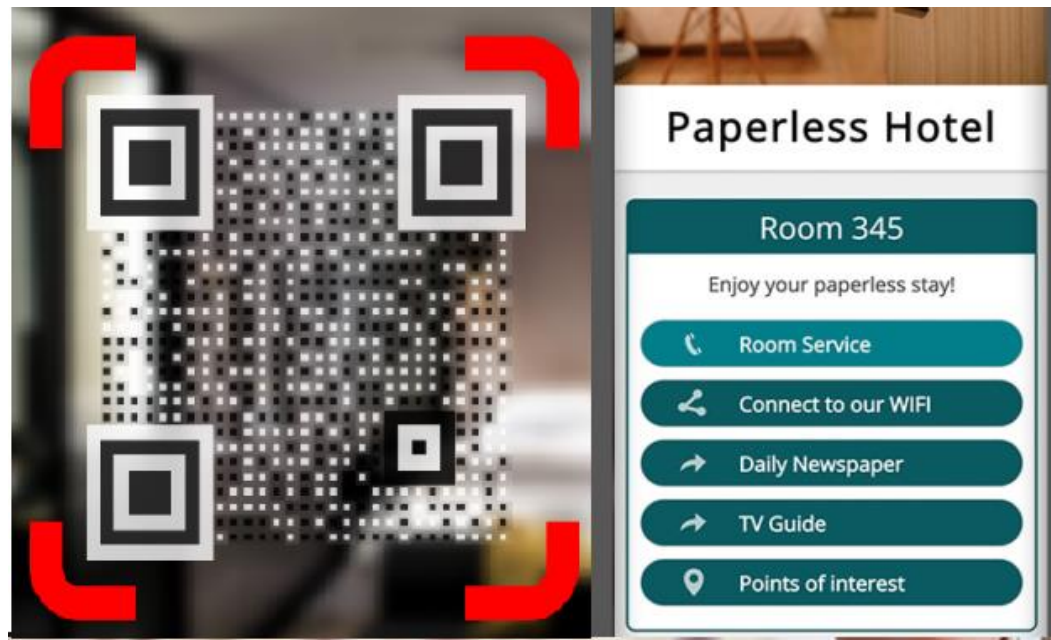 Paperless Hotel
Room 345
Enjoy your paperless stay!
Room Service
Connect to our WIFI
Daily Newspaper
TV Guide
Points of interest